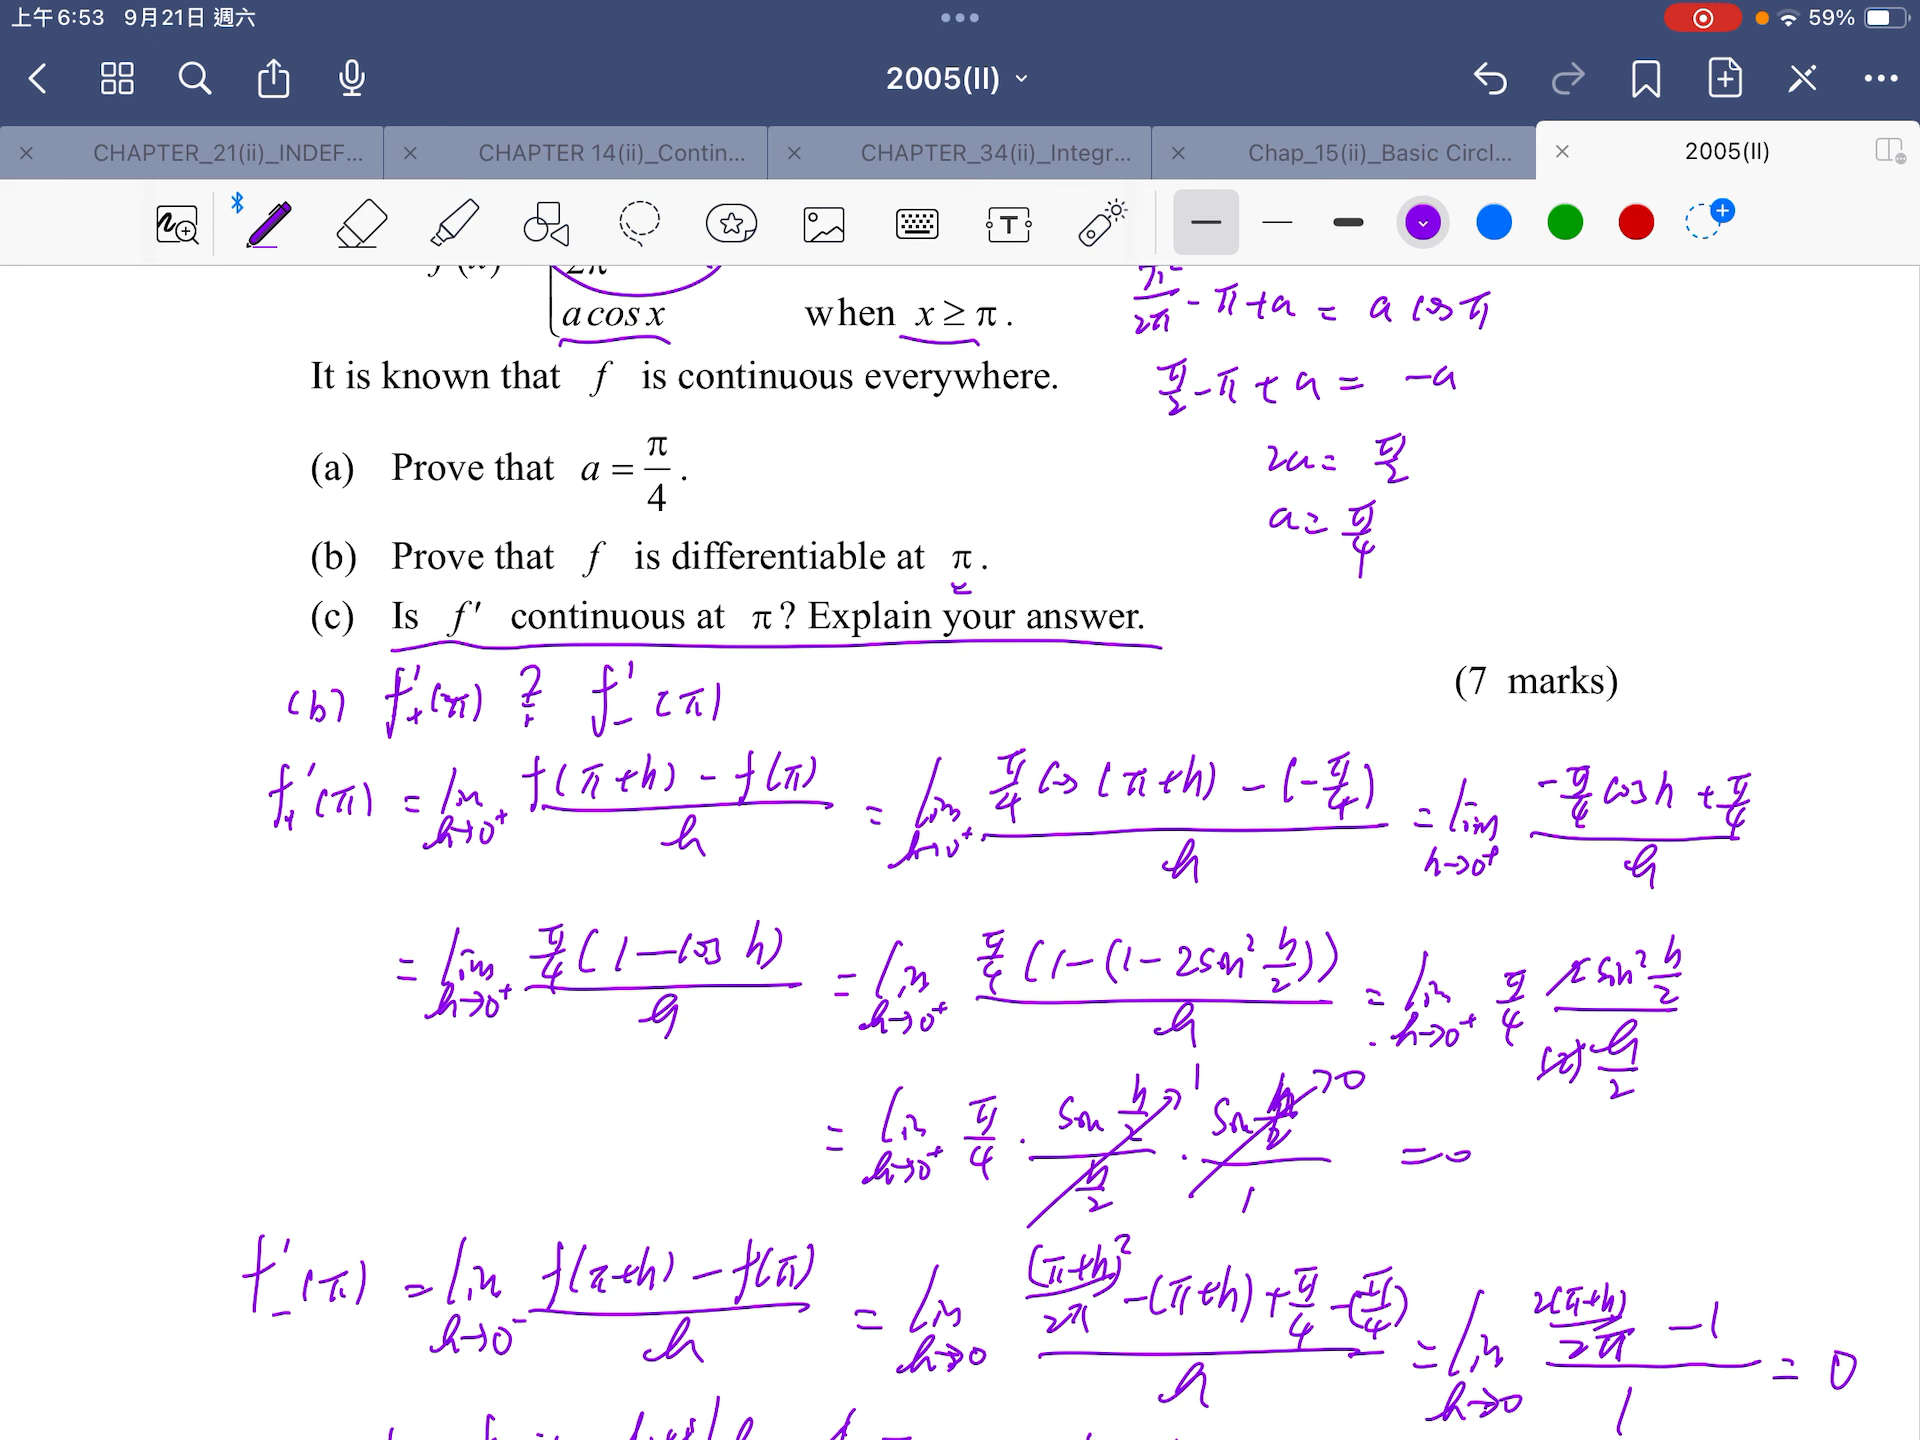 上午6:53 9月21日 週六
59%
2005(II)
CHAPTER_21(ii)_INDEF... CHAPTER 14(ii)_Contin... CHAPTER_34(ii)_Integr... Chap_15(ii)_Basic Circl... 2005(II)
a cos x when x ≥ π.
π²/2π - π + a = a cos π
It is known that f is continuous everywhere.
π/2 - π + a = -a
(a) Prove that a = π/4.
2a = π/2
a = π/4
(b) Prove that f is differentiable at π.
(c) Is f' continuous at π? Explain your answer.
(7 marks)
(b) f'₊(π) ≟ f'₋(π)
f'₊(π) = lim h→0⁺ (f(π+h) - f(π))/h = lim h→0⁺ (π/4 cos(π+h) - (-π/4))/h = lim h→0⁺ (-π/4 cos h + π/4)/h
= lim h→0⁺ (π/4 (1 - cos h))/h = lim h→0⁺ (π/4 (1 - (1 - 2sin² h/2)))/h = lim h→0⁺ π/4 (2 sin² h/2)/((2) h/2)
= lim h→0⁺ π/4 · (sin h/2)/(h/2) →1 · (sin h/2)/1 →0 = 0
f'₋(π) = lim h→0⁻ (f(π+h) - f(π))/h = lim h→0 ((π+h)²/2π - (π+h) + π/4 - (-π/4))/h = lim h→0 (2(π+h)/2π - 1)/1 = 0